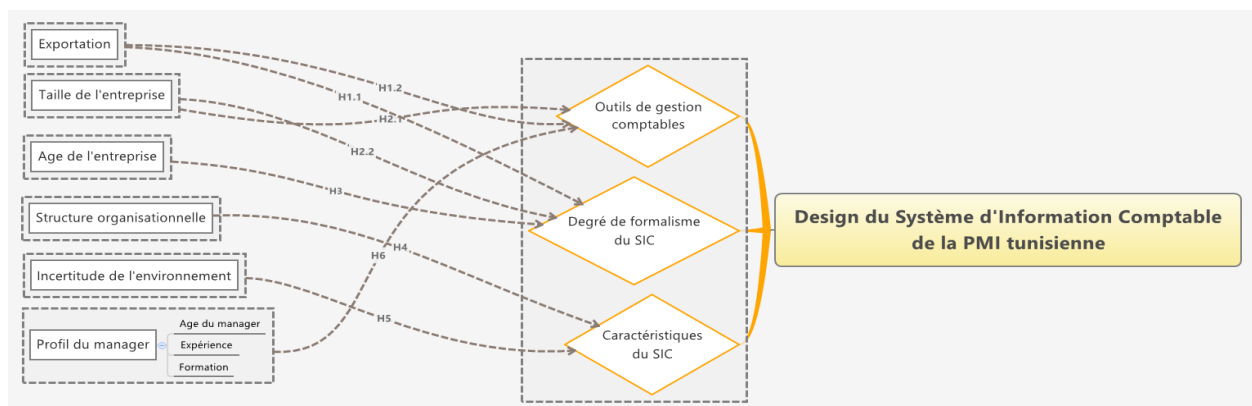 Exportation
Taille de l'entreprise
Age de l'entreprise
Structure organisationnelle
Incertitude de l'environnement
Profil du manager
Age du manager
Expérience
Formation
H1.2
H1.1
H2.1
H2.2
H3
H4
H6
H5
Outils de gestion
comptables
Degré de formalisme
du SIC
Caractéristiques
du SIC
Design du Système d'Information Comptable
de la PMI tunisienne